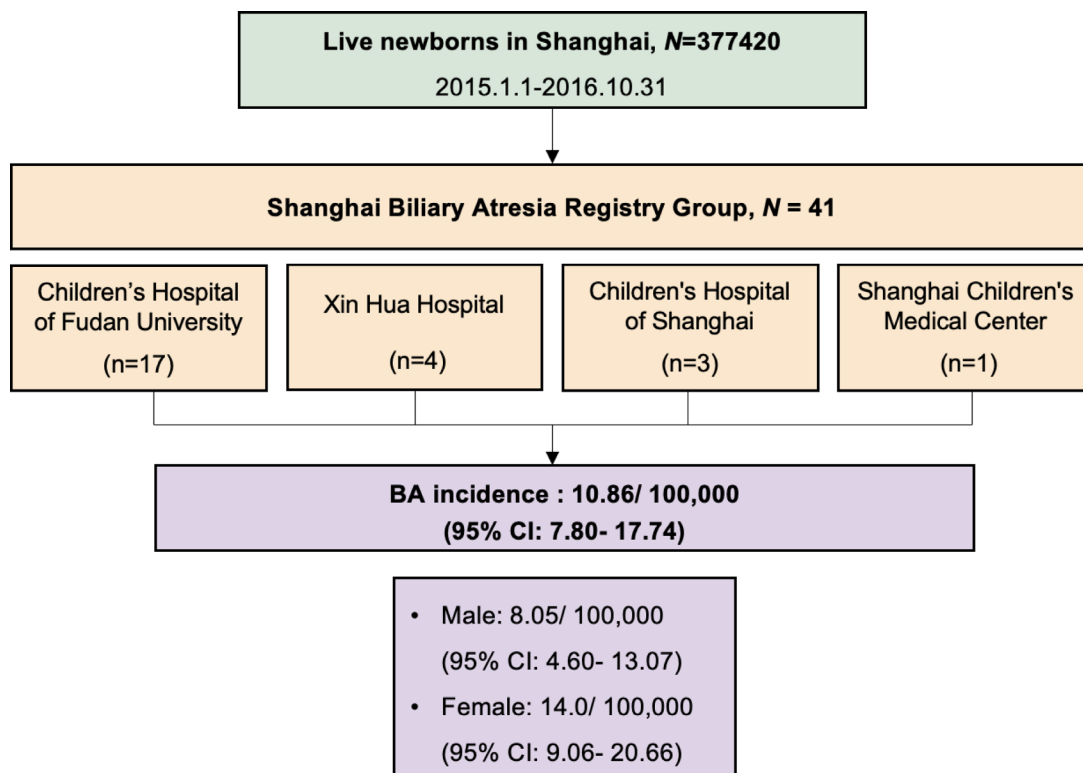 Live newborns in Shanghai, N=377420
2015.1.1-2016.10.31
Shanghai Biliary Atresia Registry Group, N = 41
Children’s Hospital
of Fudan University
(n=17)
Xin Hua Hospital
(n=4)
Children's Hospital
of Shanghai
(n=3)
Shanghai Children's
Medical Center
(n=1)
BA incidence : 10.86/ 100,000
(95% CI: 7.80- 17.74)
• Male: 8.05/ 100,000
(95% CI: 4.60- 13.07)
• Female: 14.0/ 100,000
(95% CI: 9.06- 20.66)